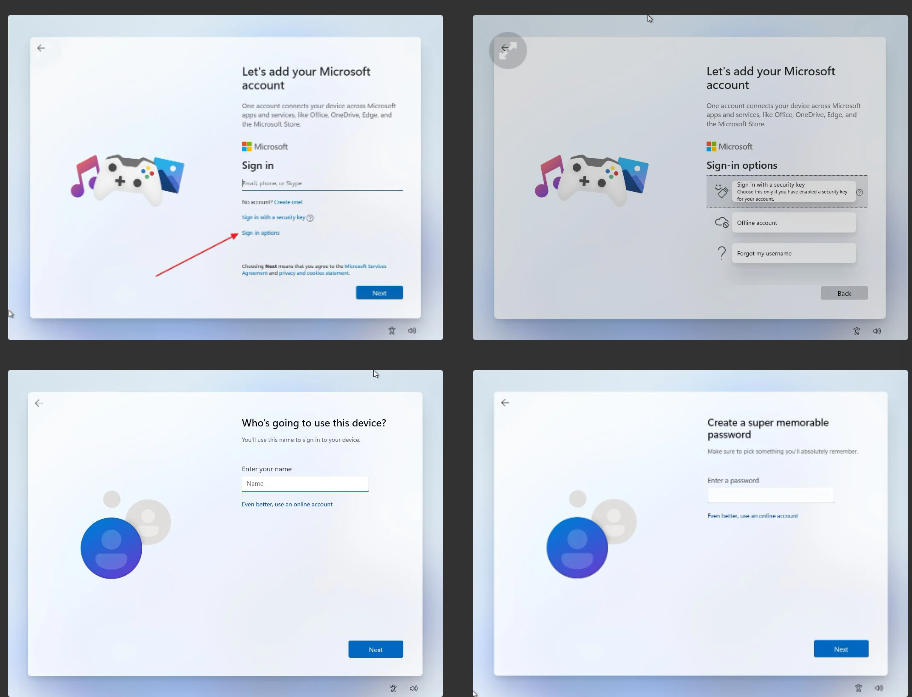 Let's add your Microsoft
account
One account connects your device across Microsoft
apps and services, like Office, OneDrive, Edge, and
the Microsoft Store.
Microsoft
Sign in
Email, phone, or Skype
No account? Create one!
Sign in with a security key
Sign in options
Choosing Next means that you agree to the Microsoft Services
Agreement and privacy and cookies statement.
Next
Let's add your Microsoft
account
One account connects your device across Microsoft
apps and services, like Office, OneDrive, Edge, and
the Microsoft Store.
Microsoft
Sign-in options
Sign in with a security key
Choose this only if you have enabled a security key
for your account.
Offline account
Forgot my username
Back
Who's going to use this device?
You'll use this name to sign in to your device.
Enter your name
Name
Even better, use an online account
Next
Create a super memorable
password
Make sure to pick something you'll absolutely remember.
Enter a password
Even better, use an online account
Next